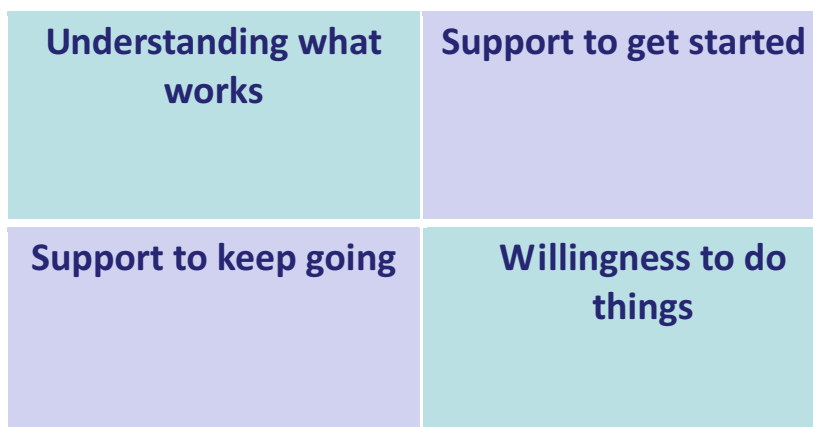 Understanding what
works
Support to get started
Support to keep going
Willingness to do
things